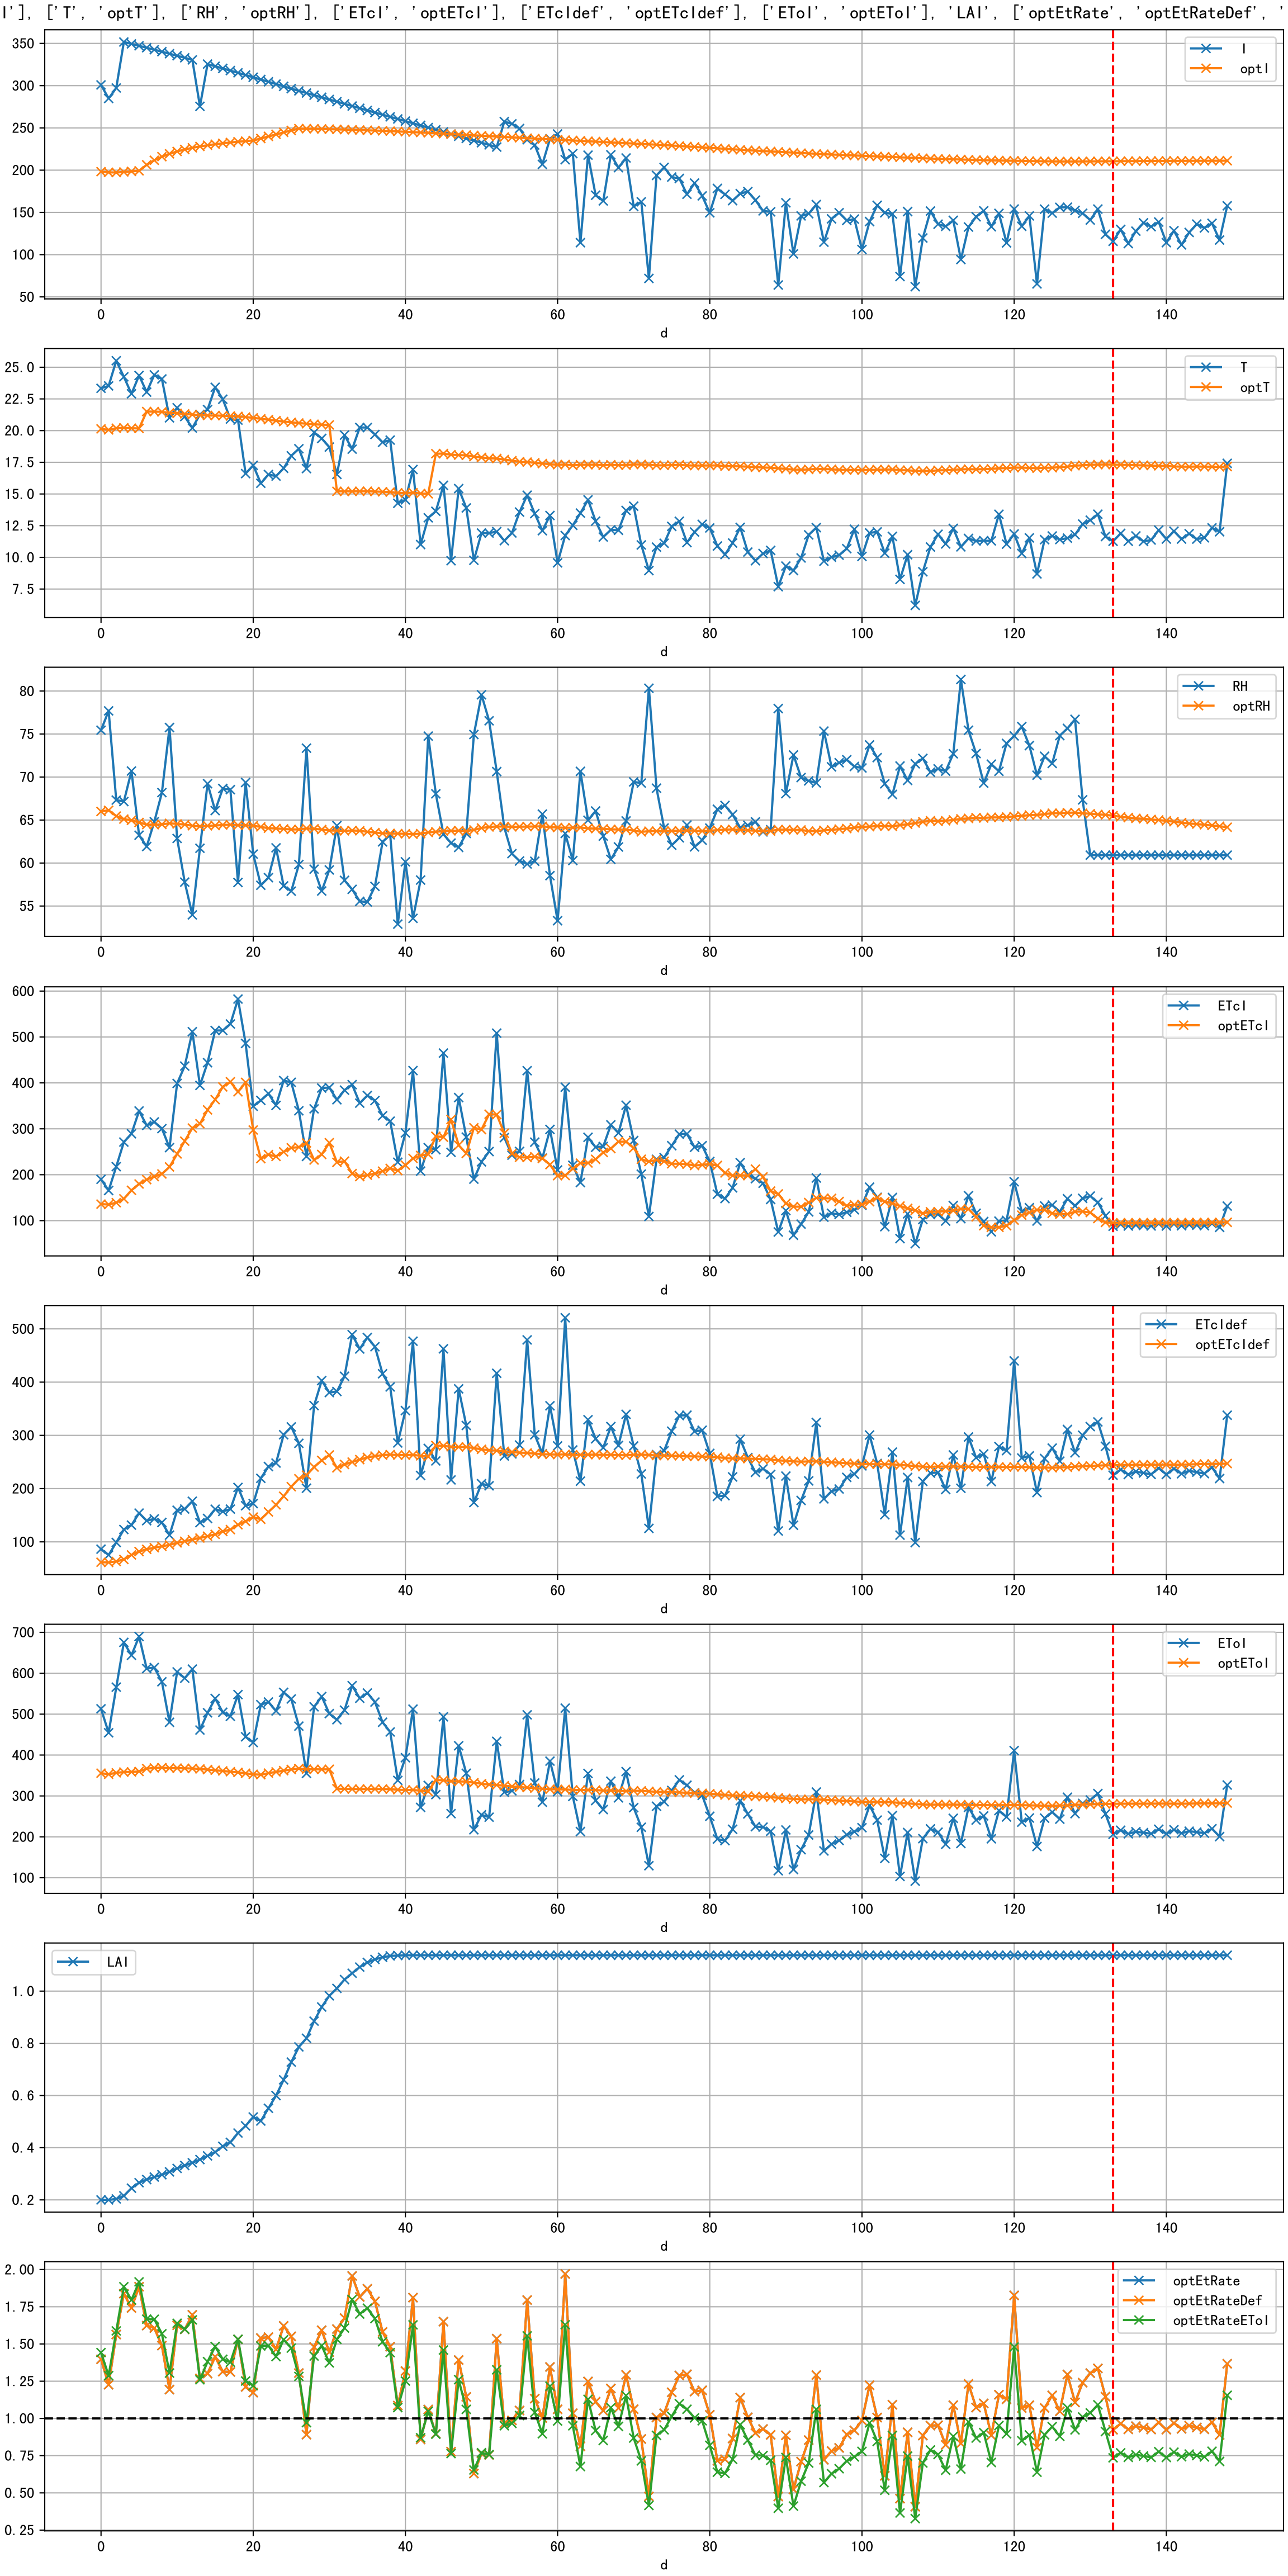 I'], ['T', 'optT'], ['RH', 'optRH'], ['ETcI', 'optETcI'], ['ETcIdef', 'optETcIdef'], ['EToI', 'optEToI'], 'LAI', ['optEtRate', 'optEtRateDef', '
I
optI
350
300
250
200
150
100
50
0 20 40 60 80 100 120 140
d
T
optT
25.0
22.5
20.0
17.5
15.0
12.5
10.0
7.5
0 20 40 60 80 100 120 140
d
RH
optRH
80
75
70
65
60
55
0 20 40 60 80 100 120 140
d
ETcI
optETcI
600
500
400
300
200
100
0 20 40 60 80 100 120 140
d
ETcIdef
optETcIdef
500
400
300
200
100
0 20 40 60 80 100 120 140
d
EToI
optEToI
700
600
500
400
300
200
100
0 20 40 60 80 100 120 140
d
LAI
1.0
0.8
0.6
0.4
0.2
0 20 40 60 80 100 120 140
d
optEtRate
optEtRateDef
optEtRateEToI
2.00
1.75
1.50
1.25
1.00
0.75
0.50
0.25
0 20 40 60 80 100 120 140
d